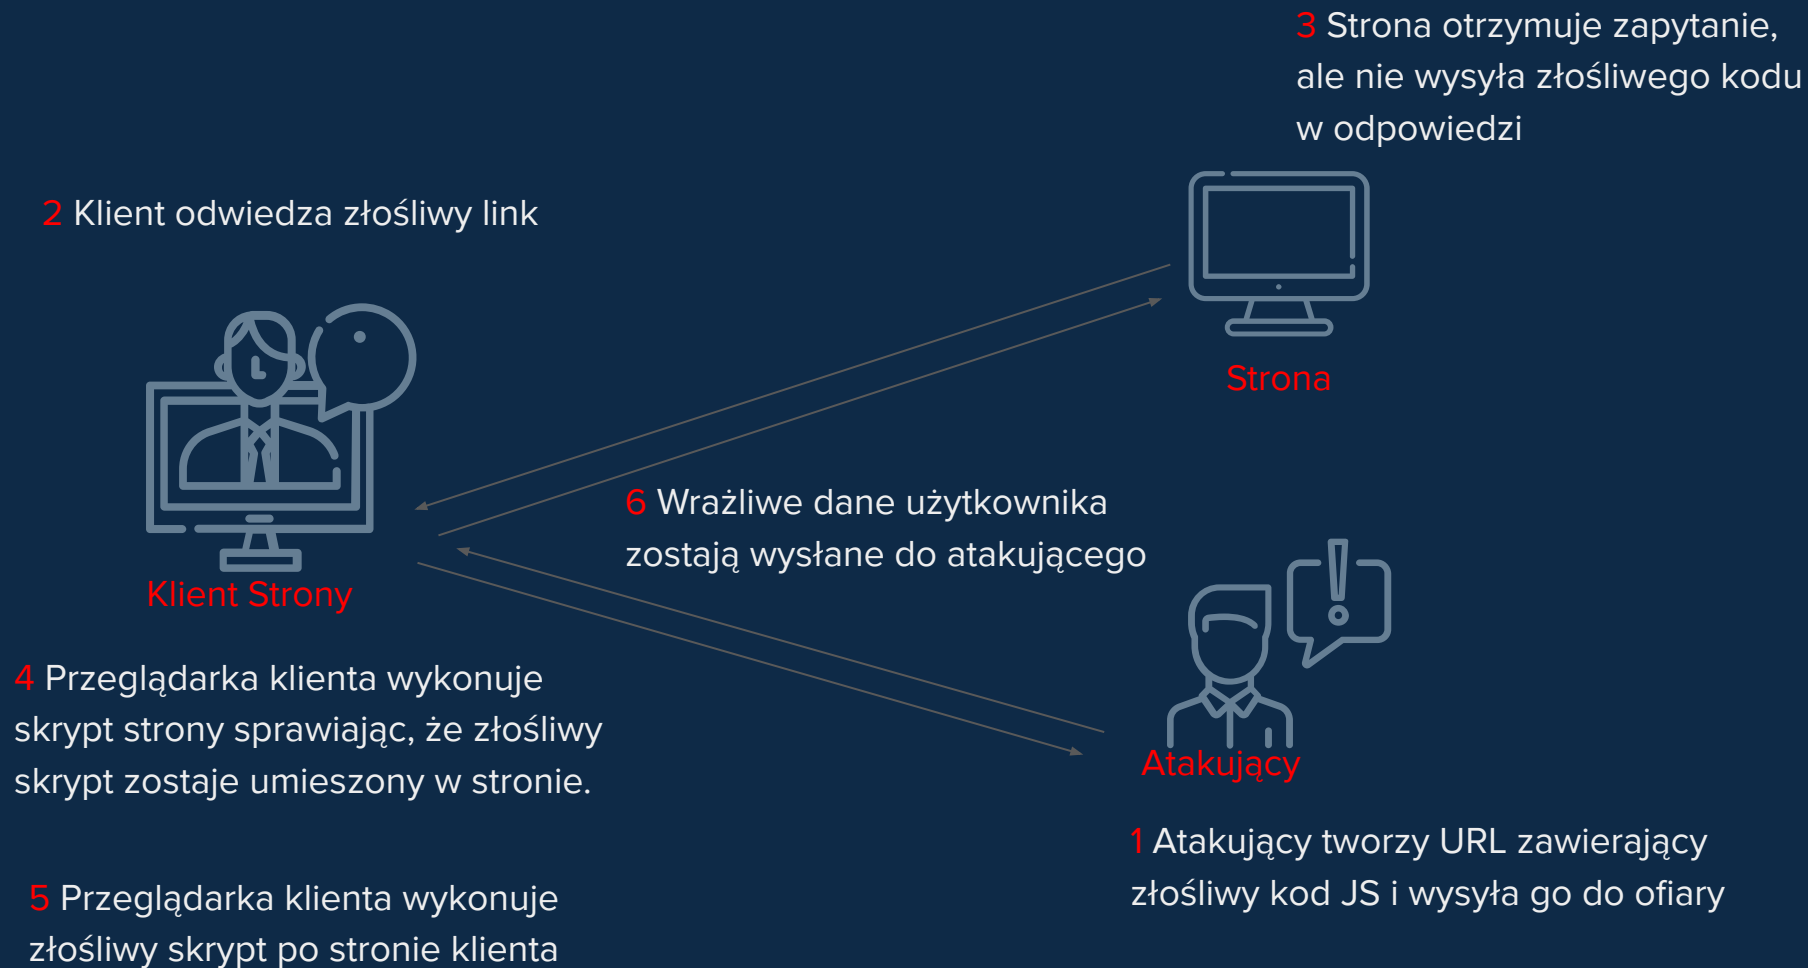 3 Strona otrzymuje zapytanie,
ale nie wysyła złośliwego kodu
w odpowiedzi
2 Klient odwiedza złośliwy link
Strona
6 Wrażliwe dane użytkownika
zostają wysłane do atakującego
Klient Strony
4 Przeglądarka klienta wykonuje
skrypt strony sprawiając, że złośliwy
skrypt zostaje umieszony w stronie.
Atakujący
1 Atakujący tworzy URL zawierający
złośliwy kod JS i wysyła go do ofiary
5 Przeglądarka klienta wykonuje
złośliwy skrypt po stronie klienta